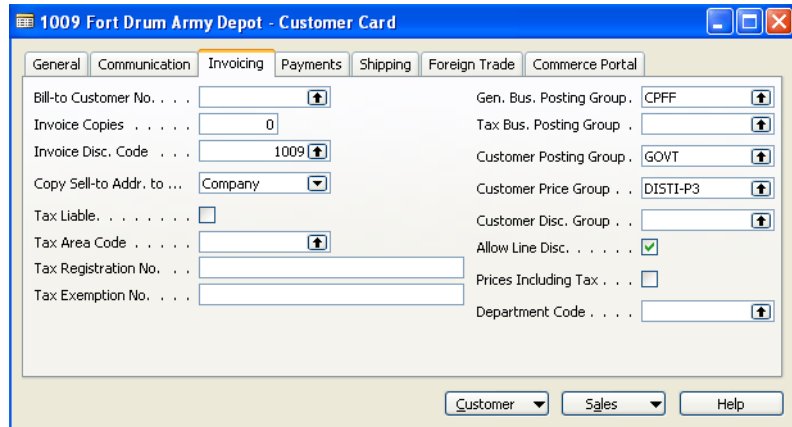 1009 Fort Drum Army Depot - Customer Card
General Communication Invoicing Payments Shipping Foreign Trade Commerce Portal
Bill-to Customer No. . . .
Invoice Copies . . . . . 0
Invoice Disc. Code . . . 1009
Copy Sell-to Addr. to ... Company
Tax Liable. . . . . . . .
Tax Area Code . . . . .
Tax Registration No. . .
Tax Exemption No. . . .
Gen. Bus. Posting Group. CPFF
Tax Bus. Posting Group .
Customer Posting Group. GOVT
Customer Price Group . . DISTI-P3
Customer Disc. Group . .
Allow Line Disc. . . . . .
Prices Including Tax . . .
Department Code . . . .
Customer Sales Help